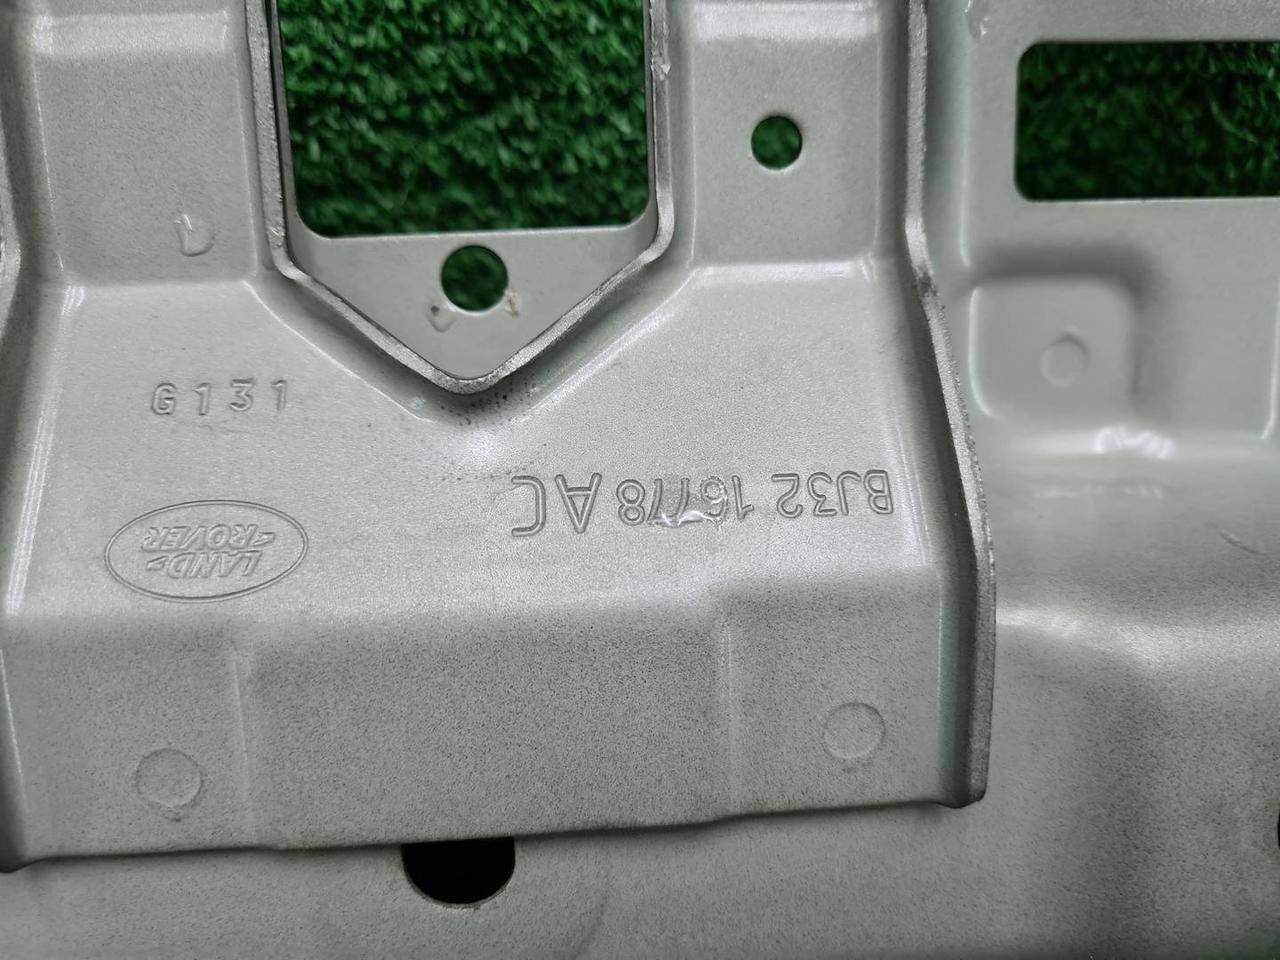 G131
BJ32 16778 AC
LAND-
-ROVER